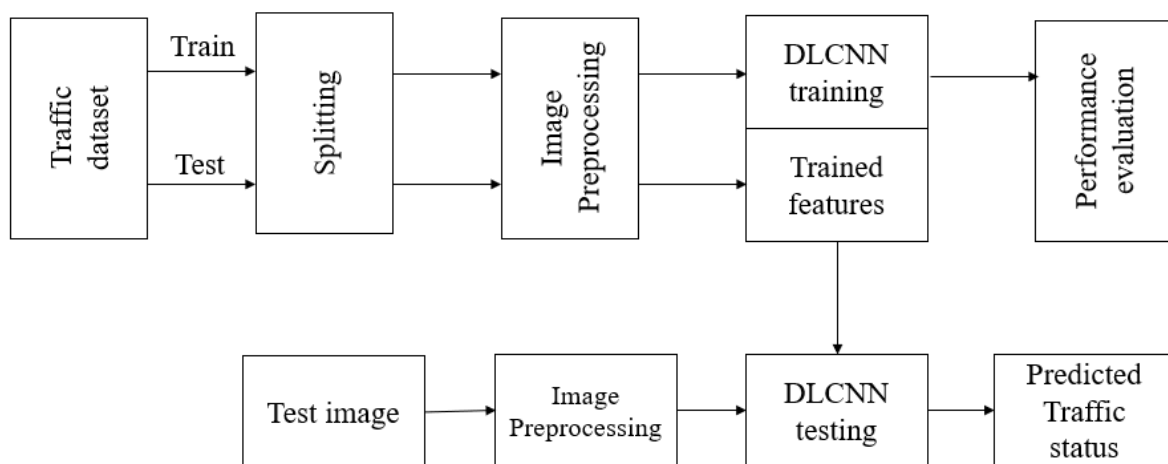 Traffic
dataset
Train
Test
Splitting
Image
Preprocessing
DLCNN
training
Trained
features
Performance
evaluation
Test image
Image
Preprocessing
DLCNN
testing
Predicted
Traffic
status